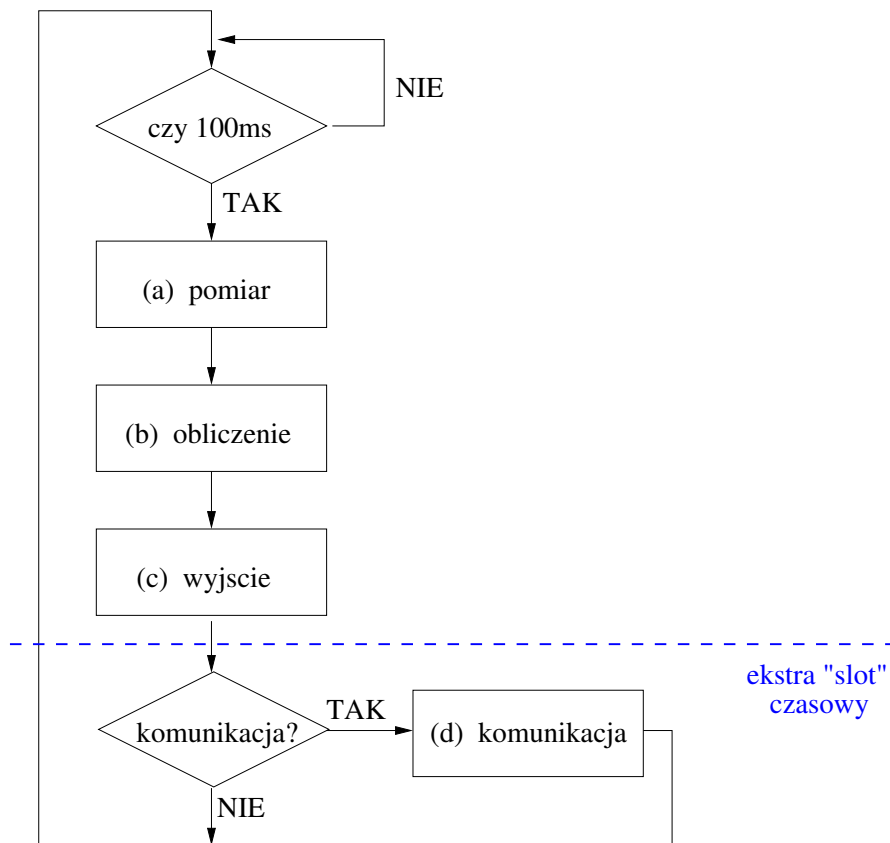 NIE
czy 100ms
TAK
(a) pomiar
(b) obliczenie
(c) wyjscie
ekstra "slot"
czasowy
komunikacja?
TAK
(d) komunikacja
NIE